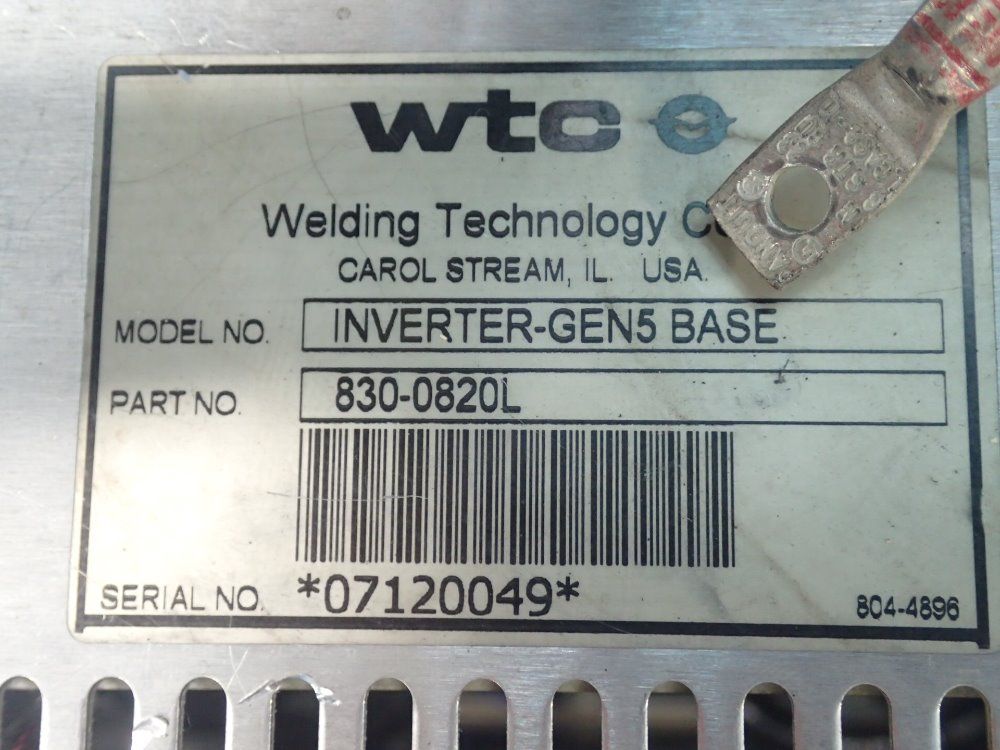 wtc
Welding Technology
CAROL STREAM, IL. USA.
MODEL NO. INVERTER-GEN5 BASE
PART NO. 830-0820L
SERIAL NO. *07120049*
804-4896